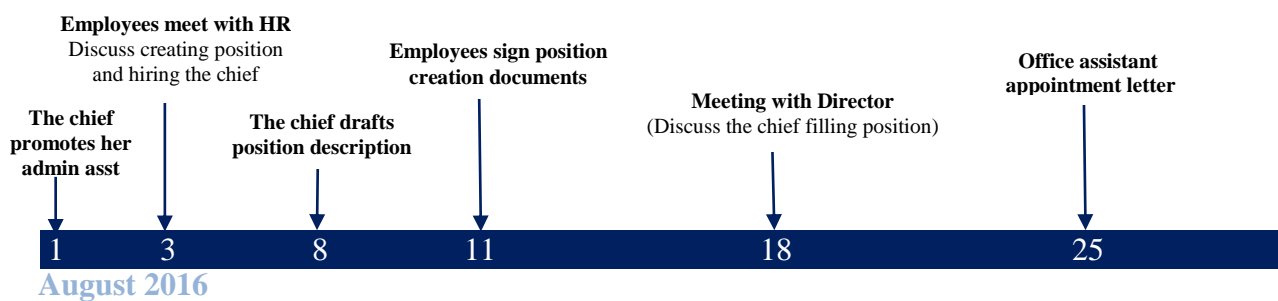 The chief
promotes her
admin asst
Employees meet with HR
Discuss creating position
and hiring the chief
The chief drafts
position description
Employees sign position
creation documents
Meeting with Director
(Discuss the chief filling position)
Office assistant
appointment letter
1 3 8 11 18 25
August 2016